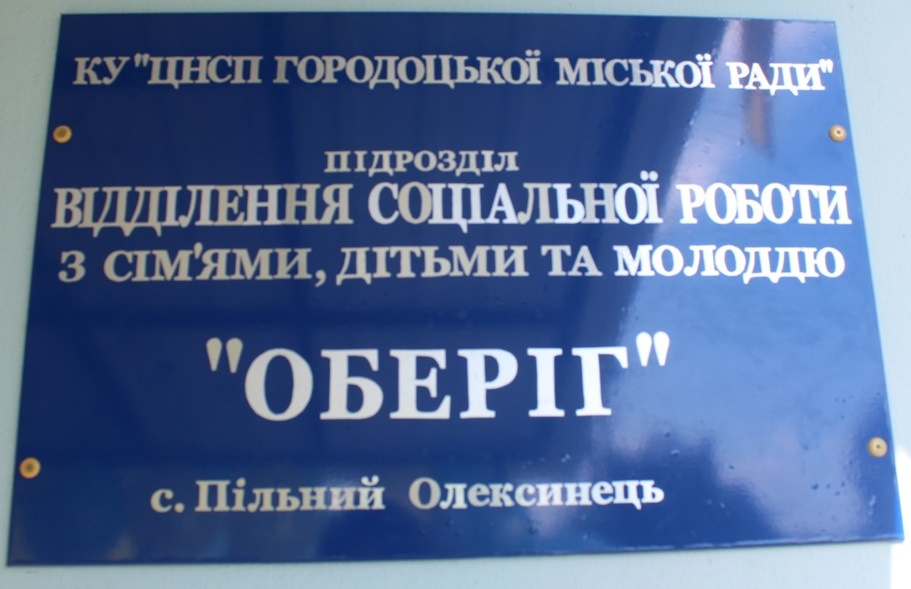 КУ "ЦНСП ГОРОДОЦЬКОЇ МІСЬКОЇ РАДИ"
ПІДРОЗДІЛ
ВІДДІЛЕННЯ СОЦІАЛЬНОЇ РОБОТИ
З СІМ'ЯМИ, ДІТЬМИ ТА МОЛОДДЮ
"ОБЕРІГ"
с. Пільний Олексинець